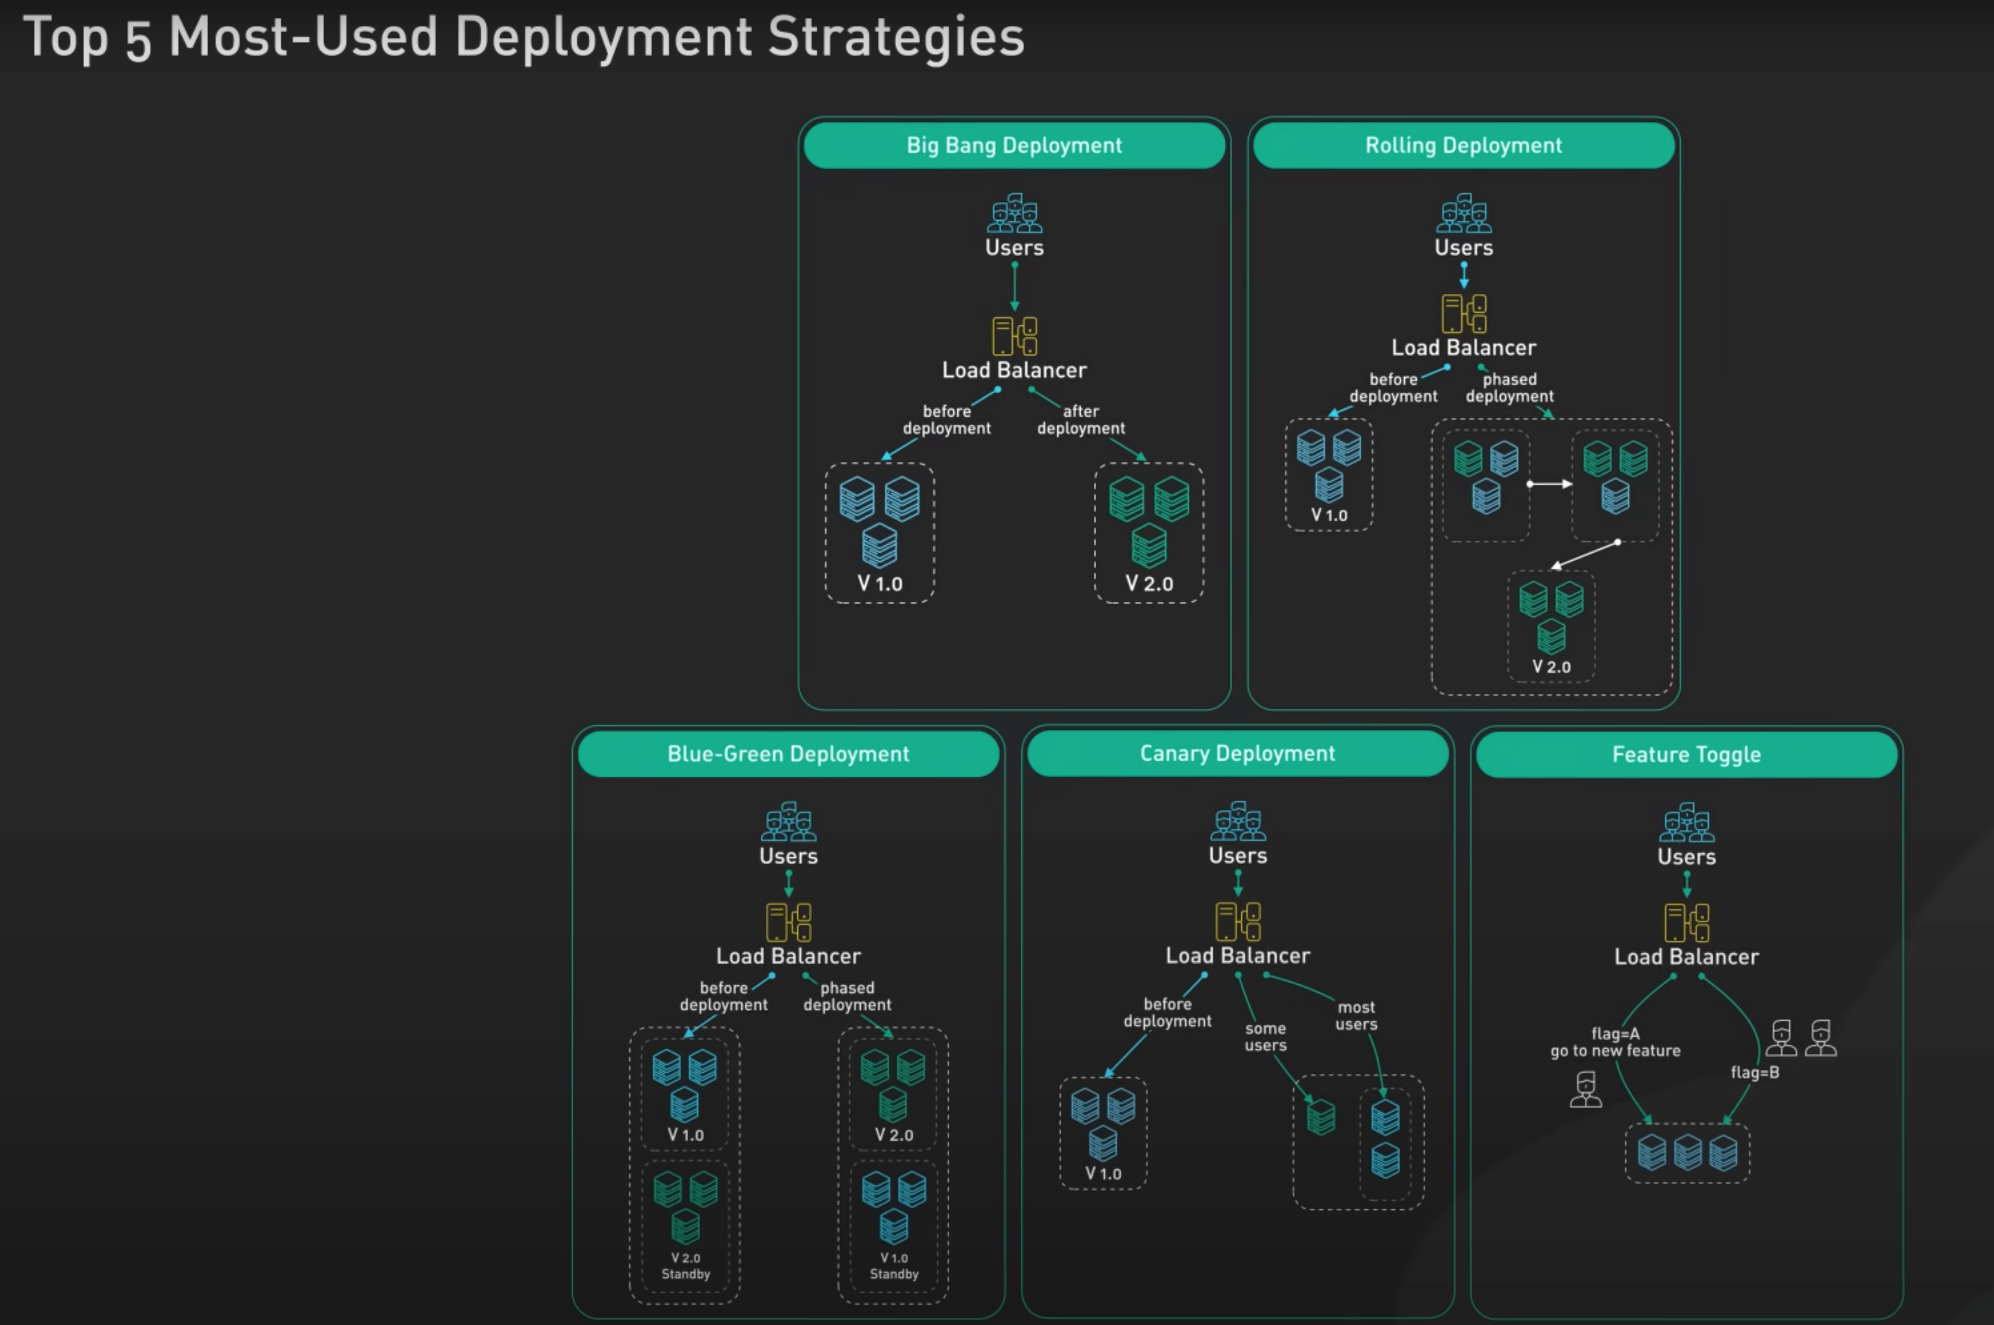 Top 5 Most-Used Deployment Strategies
Big Bang Deployment
Users
Load Balancer
before
deployment
after
deployment
V 1.0
V 2.0
Rolling Deployment
Users
Load Balancer
before
deployment
phased
deployment
V 1.0
V 2.0
Blue-Green Deployment
Users
Load Balancer
before
deployment
phased
deployment
V 1.0
V 2.0
Standby
V 2.0
V 1.0
Standby
Canary Deployment
Users
Load Balancer
before
deployment
some
users
most
users
V 1.0
Feature Toggle
Users
Load Balancer
flag=A
go to new feature
flag=B